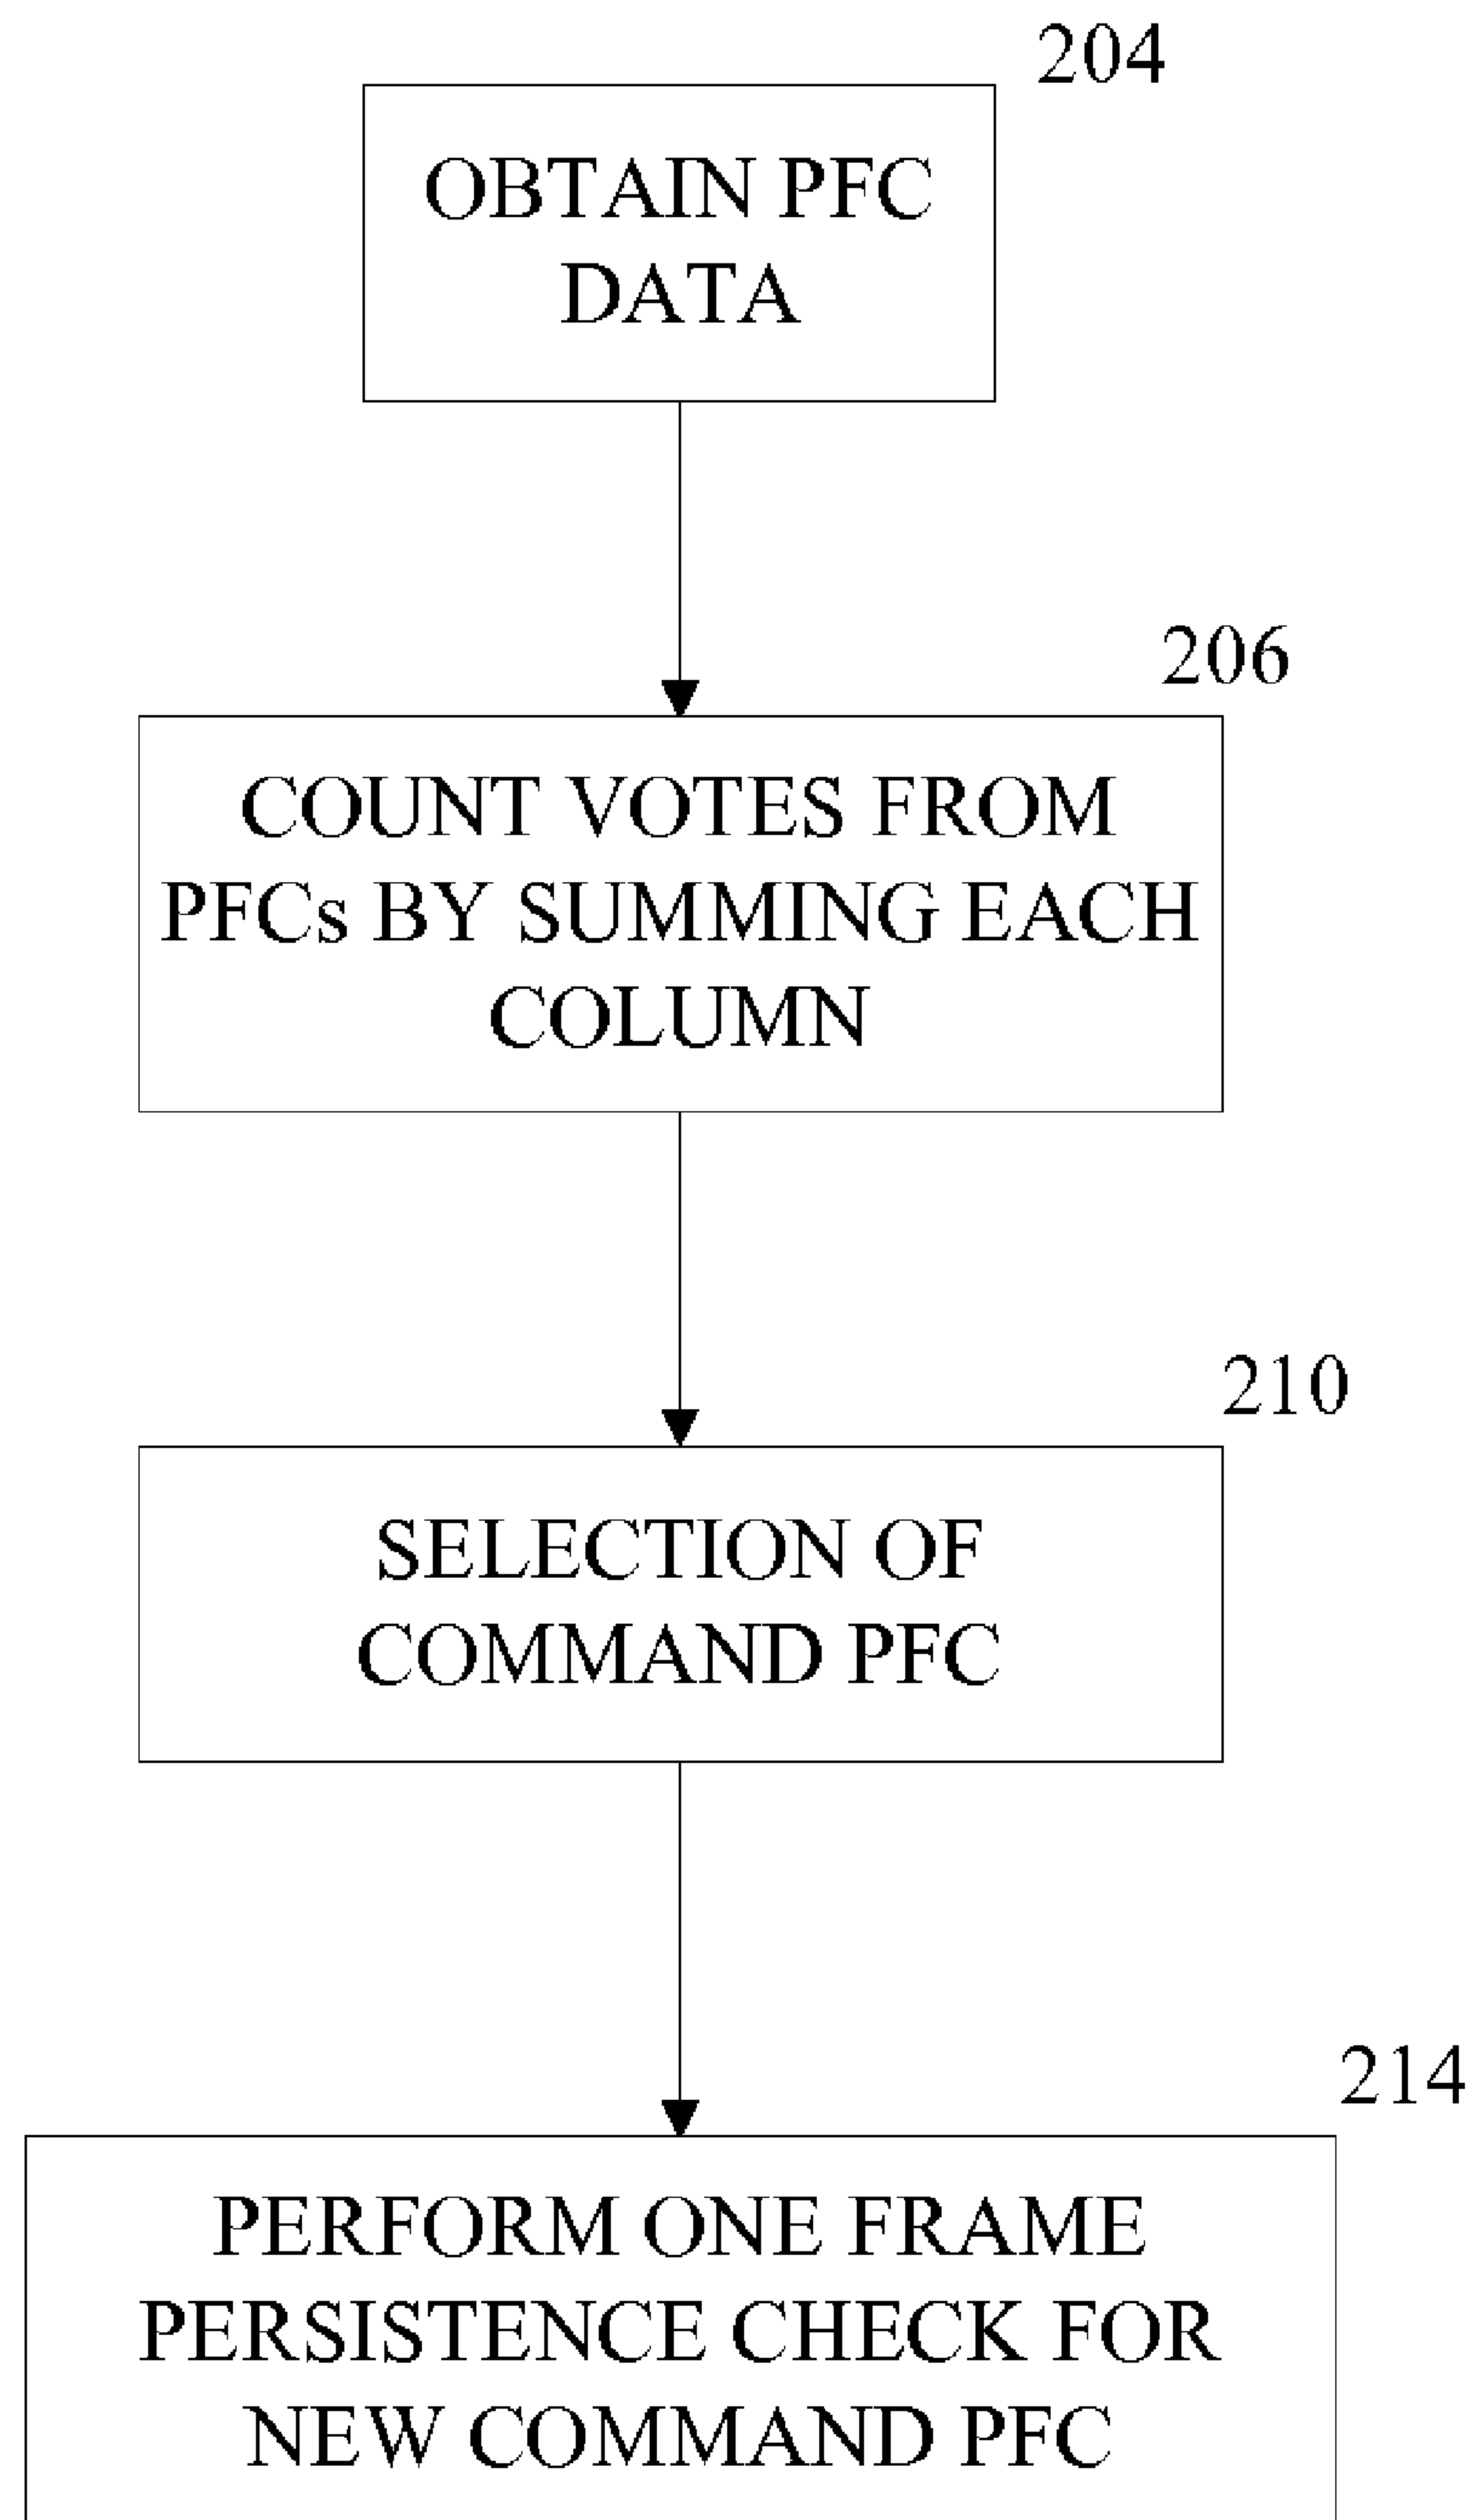 204
OBTAIN PFC
DATA
206
COUNT VOTES FROM
PFCs BY SUMMING EACH
COLUMN
210
SELECTION OF
COMMAND PFC
214
PERFORM ONE FRAME
PERSISTENCE CHECK FOR
NEW COMMAND PFC